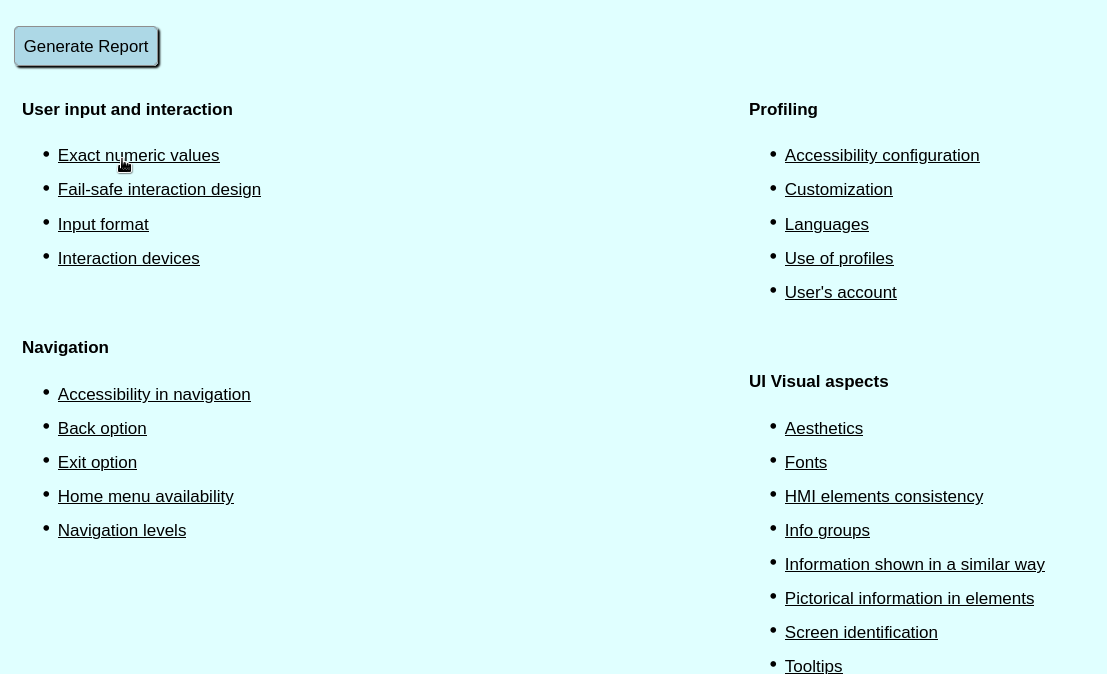 Generate Report
User input and interaction
Exact numeric values
Fail-safe interaction design
Input format
Interaction devices
Navigation
Accessibility in navigation
Back option
Exit option
Home menu availability
Navigation levels
Profiling
Accessibility configuration
Customization
Languages
Use of profiles
User's account
UI Visual aspects
Aesthetics
Fonts
HMI elements consistency
Info groups
Information shown in a similar way
Pictorical information in elements
Screen identification
Tooltips